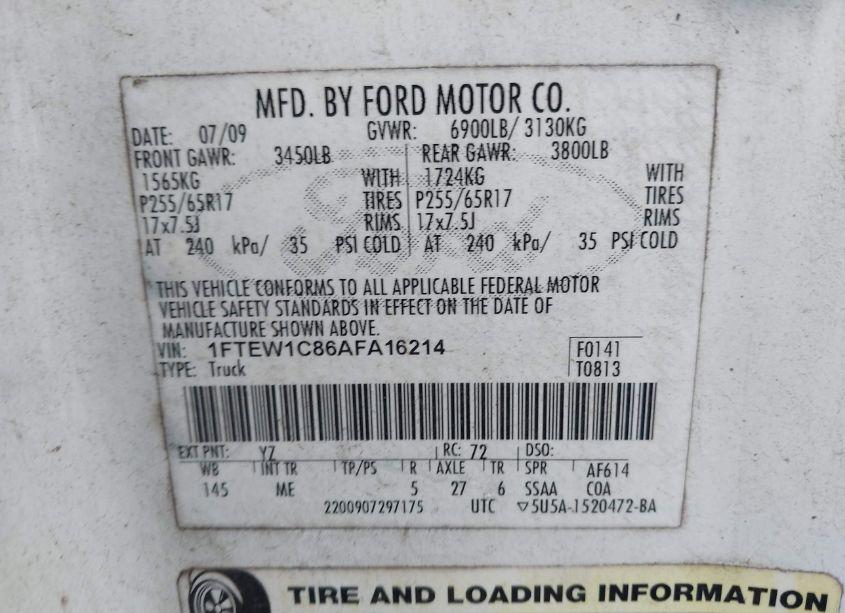 MFD. BY FORD MOTOR CO.
DATE: 07/09 GVWR: 6900LB/ 3130KG
FRONT GAWR: 3450LB REAR GAWR: 3800LB
1565KG WITH 1724KG WITH
P255/65R17 TIRES P255/65R17 TIRES
17x7.5J RIMS 17x7.5J RIMS
AT 240 kPa/ 35 PSI COLD AT 240 kPa/ 35 PSI COLD
THIS VEHICLE CONFORMS TO ALL APPLICABLE FEDERAL MOTOR
VEHICLE SAFETY STANDARDS IN EFFECT ON THE DATE OF
MANUFACTURE SHOWN ABOVE.
VIN: 1FTEW1C86AFA16214 F0141
TYPE: Truck T0813
EXT PNT: YZ RC: 72 DSO:
WB INT TR TP/PS R AXLE TR SPR AF614
145 ME 5 27 6 SSAA COA
2200907297175 UTC ▽5U5A-1520472-BA
TIRE AND LOADING INFORMATION